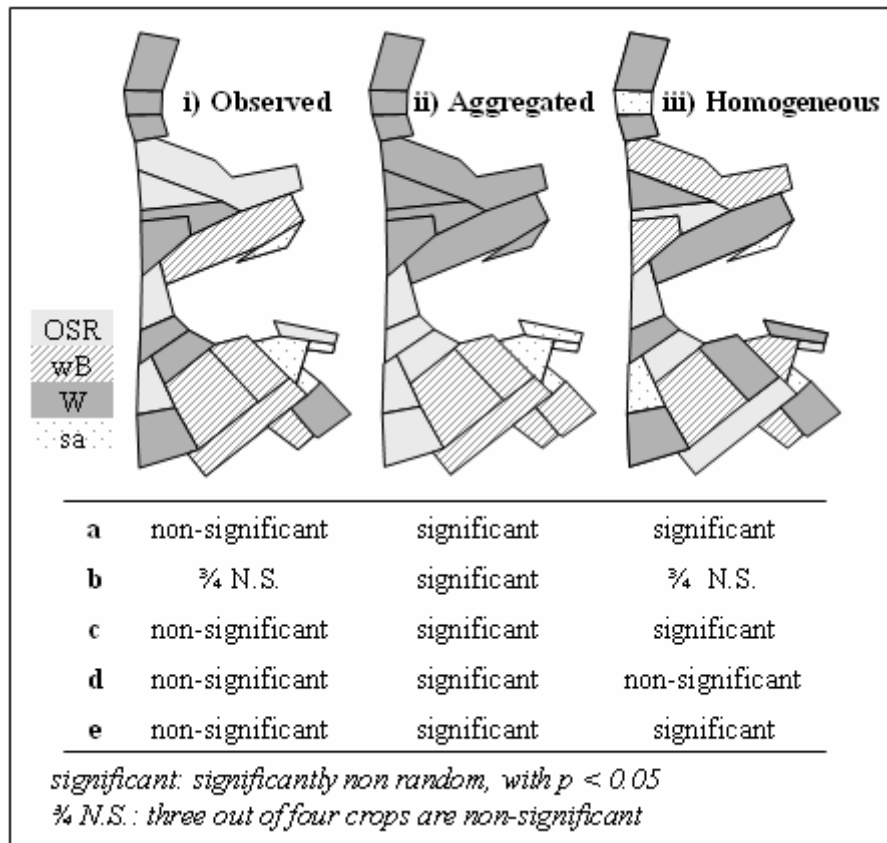 i) Observed ii) Aggregated iii) Homogeneous
OSR
wB
W
sa
a non-significant significant significant
b ¾ N.S. significant ¾ N.S.
c non-significant significant significant
d non-significant significant non-significant
e non-significant significant significant
significant: significantly non random, with p < 0.05
¾ N.S.: three out of four crops are non-significant